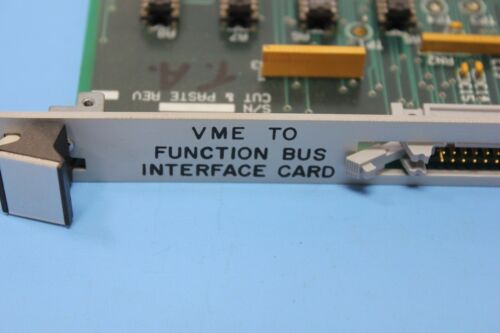 VME TO
FUNCTION BUS
INTERFACE CARD
S/N
CUT & PASTE REV
T.A.